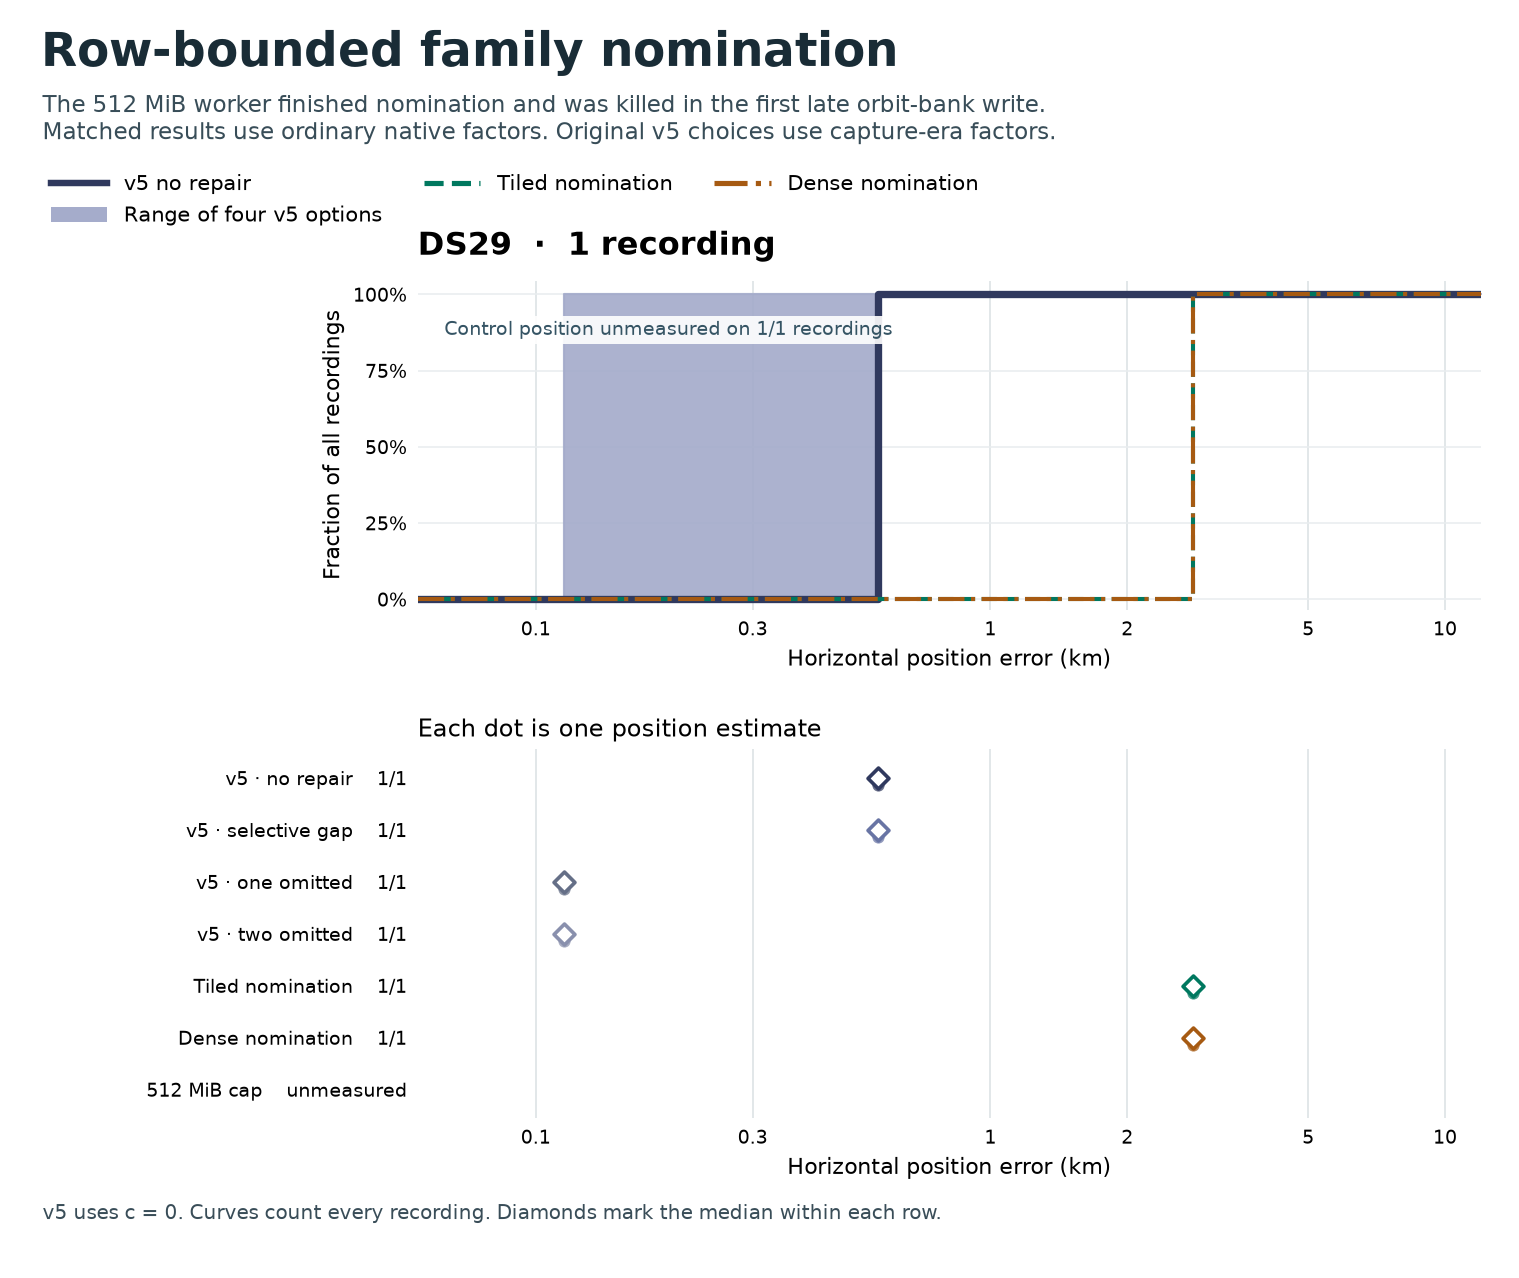 Row-bounded family nomination
The 512 MiB worker finished nomination and was killed in the first late orbit-bank write.
Matched results use ordinary native factors. Original v5 choices use capture-era factors.
v5 no repair
Tiled nomination
Dense nomination
Range of four v5 options
DS29 · 1 recording
100%
Control position unmeasured on 1/1 recordings
75%
50%
25%
0%
Fraction of all recordings
0.1 0.3 1 2 5 10
Horizontal position error (km)
Each dot is one position estimate
v5 · no repair 1/1
v5 · selective gap 1/1
v5 · one omitted 1/1
v5 · two omitted 1/1
Tiled nomination 1/1
Dense nomination 1/1
512 MiB cap unmeasured
0.1 0.3 1 2 5 10
Horizontal position error (km)
v5 uses c = 0. Curves count every recording. Diamonds mark the median within each row.